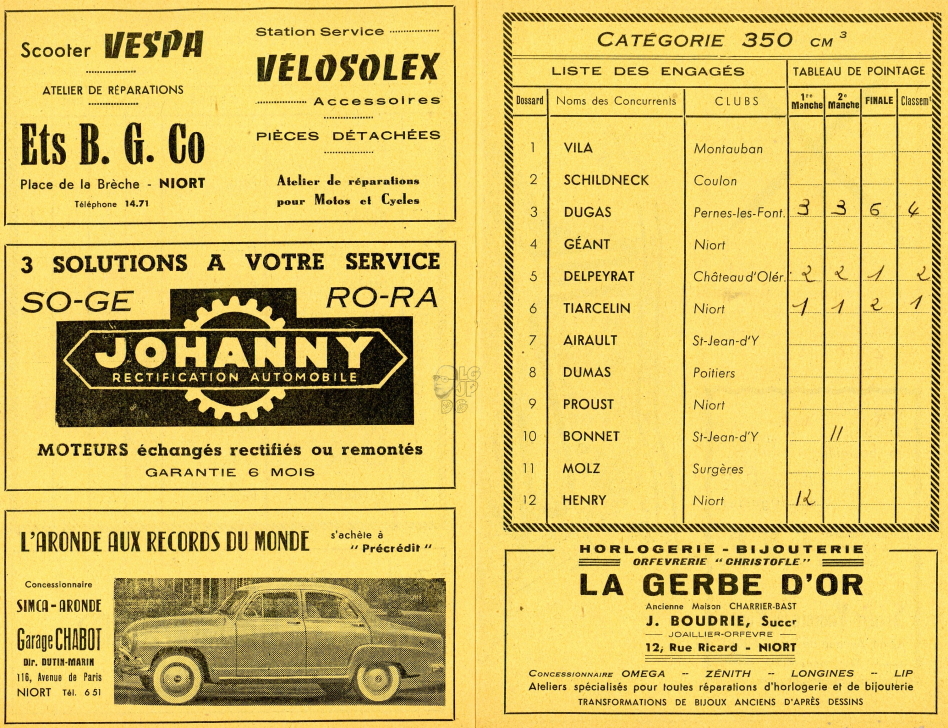 Scooter VESPA
ATELIER DE RÉPARATIONS
Ets B. G. Co
Place de la Brèche - NIORT
Téléphone 14.71
Station Service
VÉLOSOLEX
Accessoires
PIÈCES DÉTACHÉES
Atelier de réparations
pour Motos et Cycles
3 SOLUTIONS A VOTRE SERVICE
SO-GE RO-RA
JOHANNY
RECTIFICATION AUTOMOBILE
MOTEURS échangés rectifiés ou remontés
GARANTIE 6 MOIS
L'ARONDE AUX RECORDS DU MONDE s'achète à
" Précrédit "
Concessionnaire
SIMCA-ARONDE
Garage CHABOT
Dir. DUTIN-MARIN
116, Avenue de Paris
NIORT Tél. 6 51
CATÉGORIE 350 CM³
LISTE DES ENGAGÉS TABLEAU DE POINTAGE
Dossard Noms des Concurrents CLUBS 1re Manche 2e Manche FINALE Classemt
1 VILA Montauban
2 SCHILDNECK Coulon
3 DUGAS Pernes-les-Font. 3 3 6 4
4 GÉANT Niort
5 DELPEYRAT Château d'Olér. 2 2 1 2
6 TIARCELIN Niort 1 1 2 1
7 AIRAULT St-Jean-d'Y
8 DUMAS Poitiers
9 PROUST Niort
10 BONNET St-Jean-d'Y 11
11 MOLZ Surgères
12 HENRY Niort 12
HORLOGERIE - BIJOUTERIE
ORFEVRERIE "CHRISTOFLE"
LA GERBE D'OR
Ancienne Maison CHARRIER-BAST
J. BOUDRIE, Succr
JOAILLIER-ORFÈVRE
12, Rue Ricard - NIORT
CONCESSIONNAIRE OMEGA -- ZÉNITH -- LONGINES -- LIP
Ateliers spécialisés pour toutes réparations d'horlogerie et de bijouterie
TRANSFORMATIONS DE BIJOUX ANCIENS D'APRÈS DESSINS